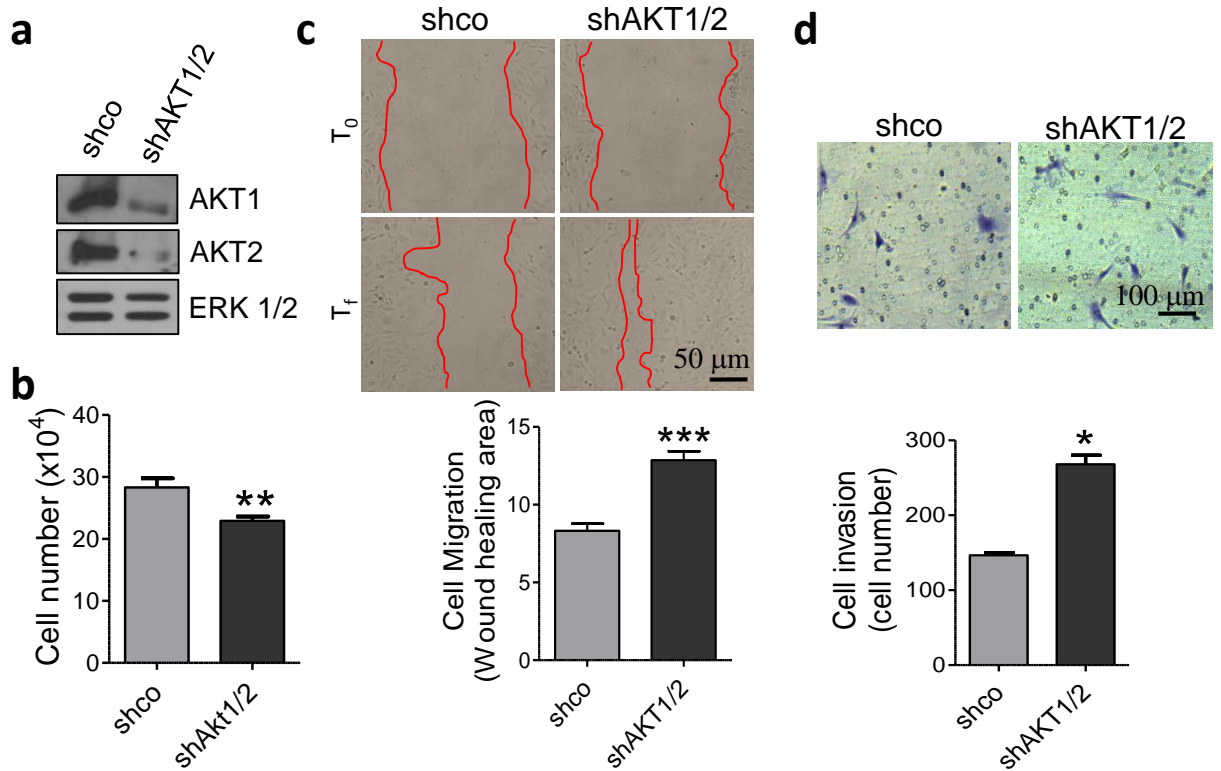 a
shco
shAKT1/2
AKT1
AKT2
ERK 1/2
b
Cell number (x10⁴)
40
30
20
10
0
**
shco
shAkt1/2
c
shco
shAKT1/2
T₀
T_f
50 µm
Cell Migration
(Wound healing area)
15
10
5
0
***
shco
shAKT1/2
d
shco
shAKT1/2
100 µm
Cell invasion
(cell number)
300
200
100
0
*
shco
shAKT1/2